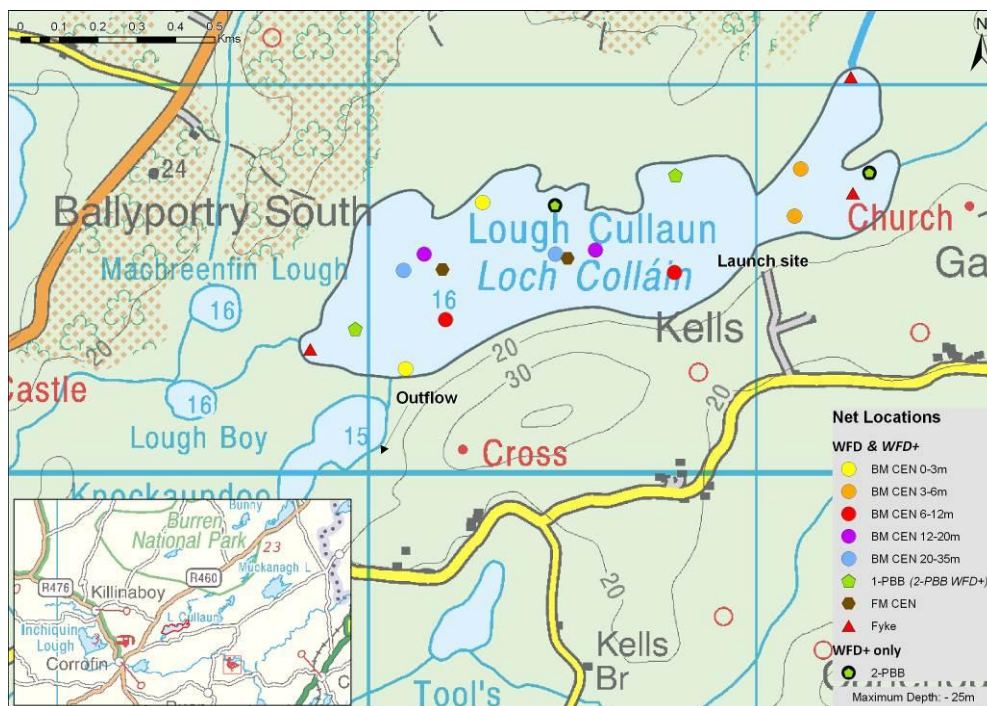 0 0.1 0.2 0.3 0.4 0.5
Kms
N
20
24
Ballyportry South
Macbreenfin Lough
16
Lough Cullaun
Loch Colláin
16
Church
Launch site
Kells
20
20
30
20
Castle
16
Lough Boy
Outflow
15
Cross
Knockaundoo
20
Kells
Br
Tool's
Net Locations
WFD & WFD+
BM CEN 0-3m
BM CEN 3-6m
BM CEN 6-12m
BM CEN 12-20m
BM CEN 20-35m
1-PBB (2-PBB WFD+)
FM CEN
Fyke
WFD+ only
2-PBB
Maximum Depth: - 25m
Bunny
Burren
National Park
23
Muckanagh L
R476
R460
Killinaboy
L Cullaun
Inchiquin
Lough
3
Corrofin